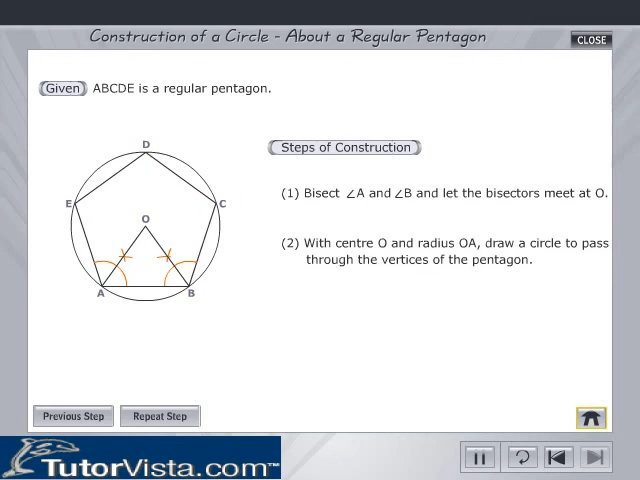 Construction of a Circle - About a Regular Pentagon
CLOSE
Given ABCDE is a regular pentagon.
Steps of Construction
(1) Bisect ∠A and ∠B and let the bisectors meet at O.
(2) With centre O and radius OA, draw a circle to pass
through the vertices of the pentagon.
D
E
C
O
A
B
Previous Step
Repeat Step
TutorVista.com™